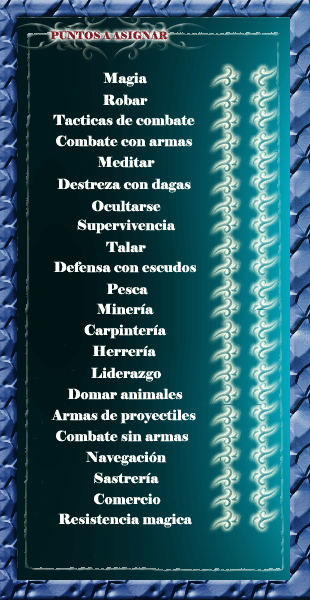 PUNTOS A ASIGNAR
Magia
Robar
Tacticas de combate
Combate con armas
Meditar
Destreza con dagas
Ocultarse
Supervivencia
Talar
Defensa con escudos
Pesca
Minería
Carpintería
Herrería
Liderazgo
Domar animales
Armas de proyectiles
Combate sin armas
Navegación
Sastrería
Comercio
Resistencia magica